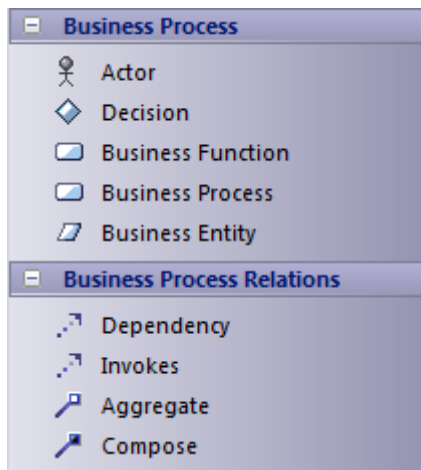 Business Process
Actor
Decision
Business Function
Business Process
Business Entity
Business Process Relations
Dependency
Invokes
Aggregate
Compose